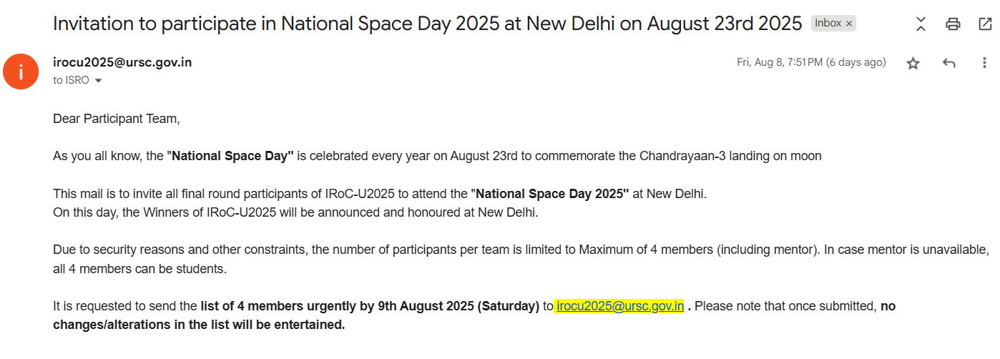 Invitation to participate in National Space Day 2025 at New Delhi on August 23rd 2025 Inbox ×
i
irocu2025@ursc.gov.in Fri, Aug 8, 7:51 PM (6 days ago)
to ISRO
Dear Participant Team,
As you all know, the "National Space Day" is celebrated every year on August 23rd to commemorate the Chandrayaan-3 landing on moon
This mail is to invite all final round participants of IRoC-U2025 to attend the "National Space Day 2025" at New Delhi.
On this day, the Winners of IRoC-U2025 will be announced and honoured at New Delhi.
Due to security reasons and other constraints, the number of participants per team is limited to Maximum of 4 members (including mentor). In case mentor is unavailable,
all 4 members can be students.
It is requested to send the list of 4 members urgently by 9th August 2025 (Saturday) to irocu2025@ursc.gov.in . Please note that once submitted, no
changes/alterations in the list will be entertained.